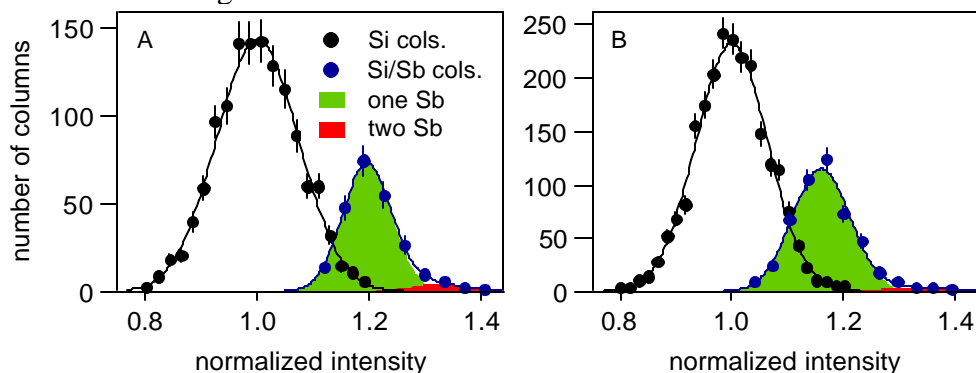 A
Si cols.
Si/Sb cols.
one Sb
two Sb
150
100
50
0
0.8 1.0 1.2 1.4
normalized intensity
number of columns
B
250
200
150
100
50
0
0.8 1.0 1.2 1.4
normalized intensity